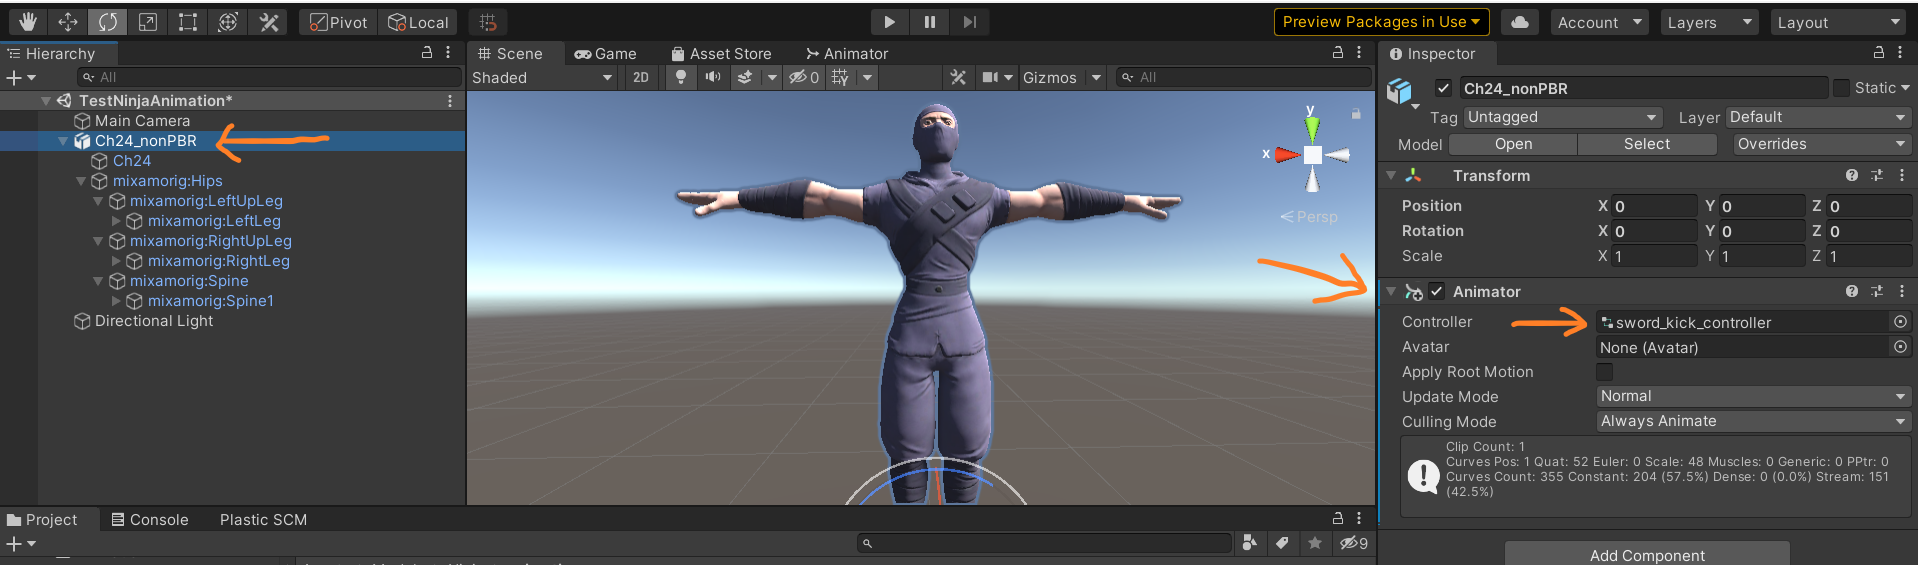 Pivot Local Preview Packages in Use Account Layers Layout
Hierarchy
All
TestNinjaAnimation*
Main Camera
Ch24_nonPBR
Ch24
mixamorig:Hips
mixamorig:LeftUpLeg
mixamorig:LeftLeg
mixamorig:RightUpLeg
mixamorig:RightLeg
mixamorig:Spine
mixamorig:Spine1
Directional Light
Scene Game Asset Store Animator
Shaded 2D 0 Gizmos All
y
x
Persp
Inspector
Ch24_nonPBR Static
Tag Untagged Layer Default
Model Open Select Overrides
Transform
Position X 0 Y 0 Z 0
Rotation X 0 Y 0 Z 0
Scale X 1 Y 1 Z 1
Animator
Controller sword_kick_controller
Avatar None (Avatar)
Apply Root Motion
Update Mode Normal
Culling Mode Always Animate
Clip Count: 1
Curves Pos: 1 Quat: 52 Euler: 0 Scale: 48 Muscles: 0 Generic: 0 PPtr: 0
Curves Count: 355 Constant: 204 (57.5%) Dense: 0 (0.0%) Stream: 151
(42.5%)
Add Component
Project Console Plastic SCM
9